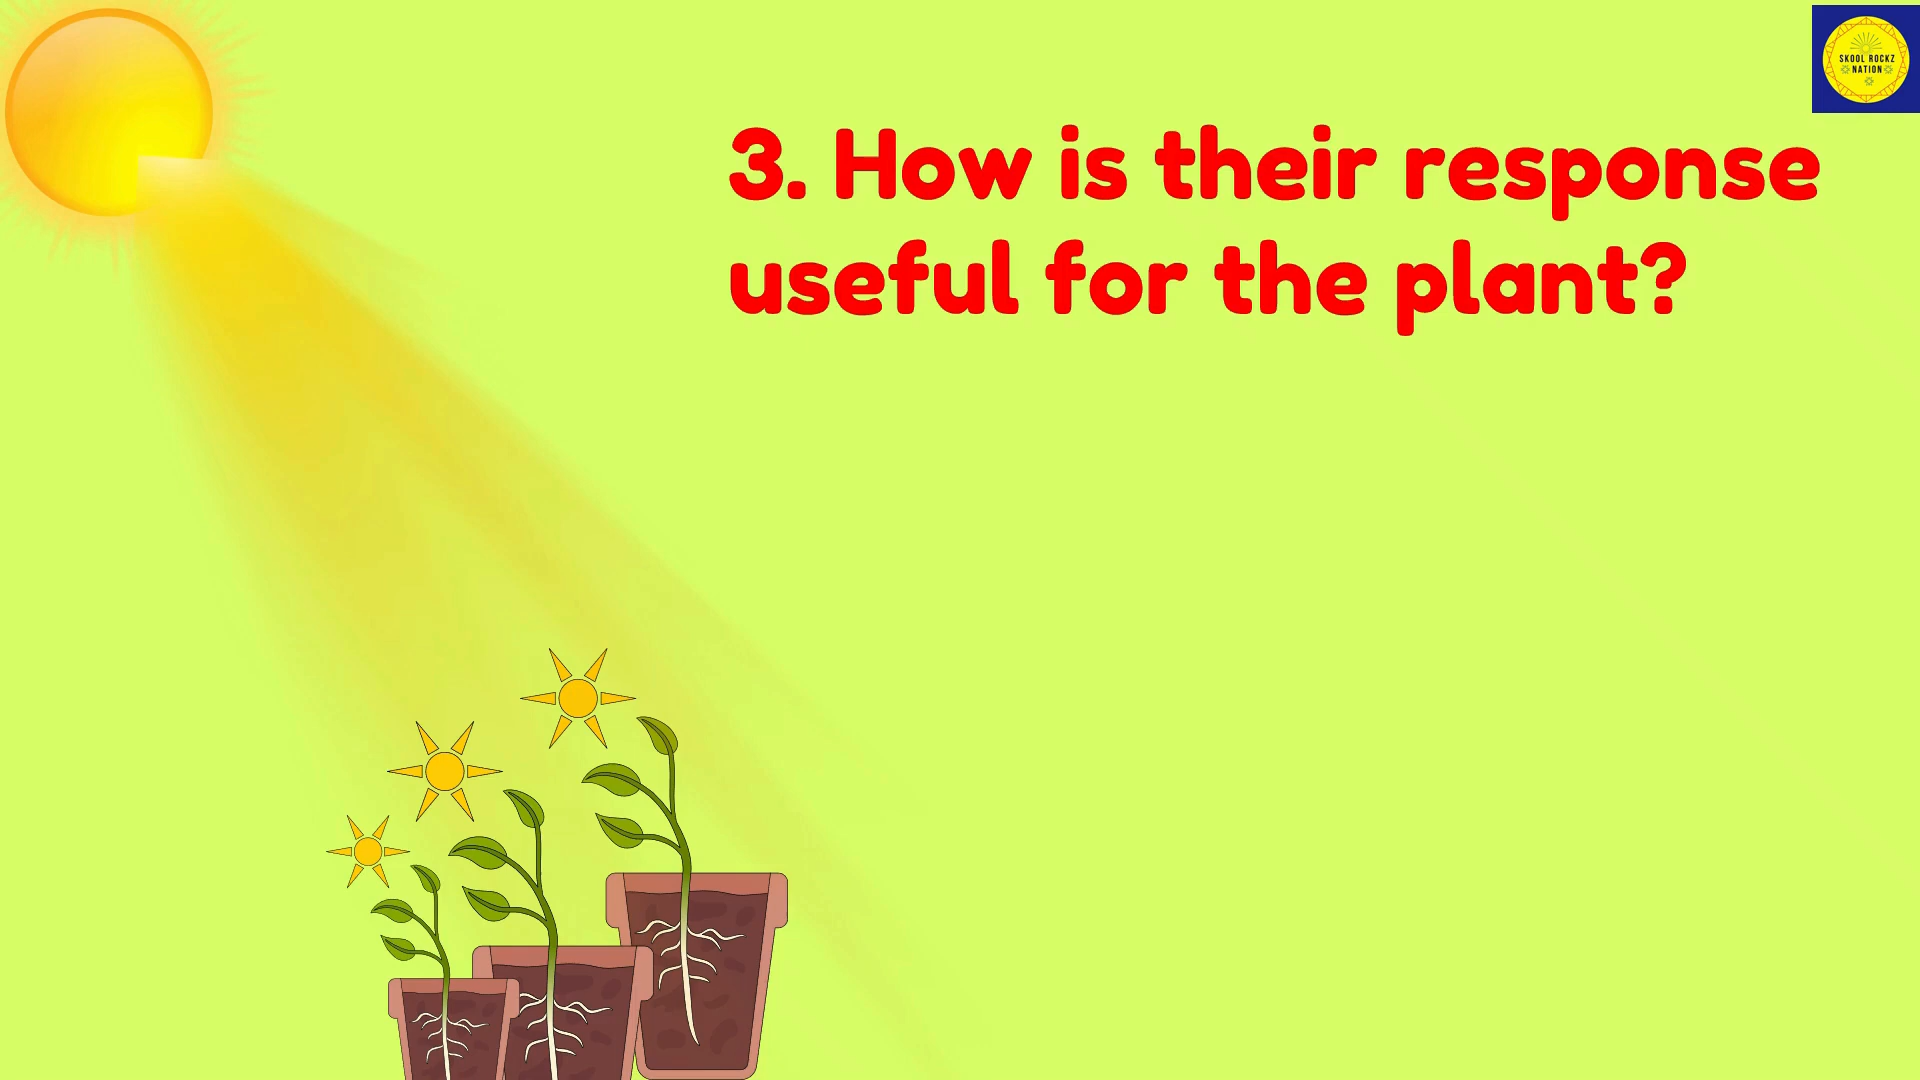 SKOOL ROCKZ
NATION
3. How is their response
useful for the plant?